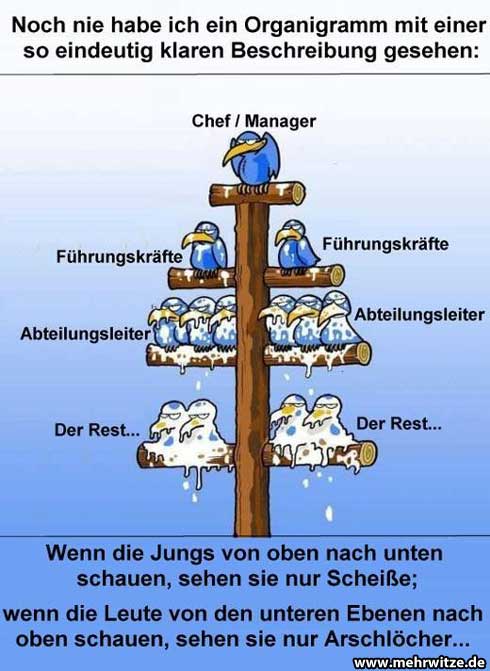 Noch nie habe ich ein Organigramm mit einer
so eindeutig klaren Beschreibung gesehen:
Chef / Manager
Führungskräfte
Führungskräfte
Abteilungsleiter
Abteilungsleiter
Der Rest...
Der Rest...
Wenn die Jungs von oben nach unten
schauen, sehen sie nur Scheiße;
wenn die Leute von den unteren Ebenen nach
oben schauen, sehen sie nur Arschlöcher...
www.mehrwitze.de